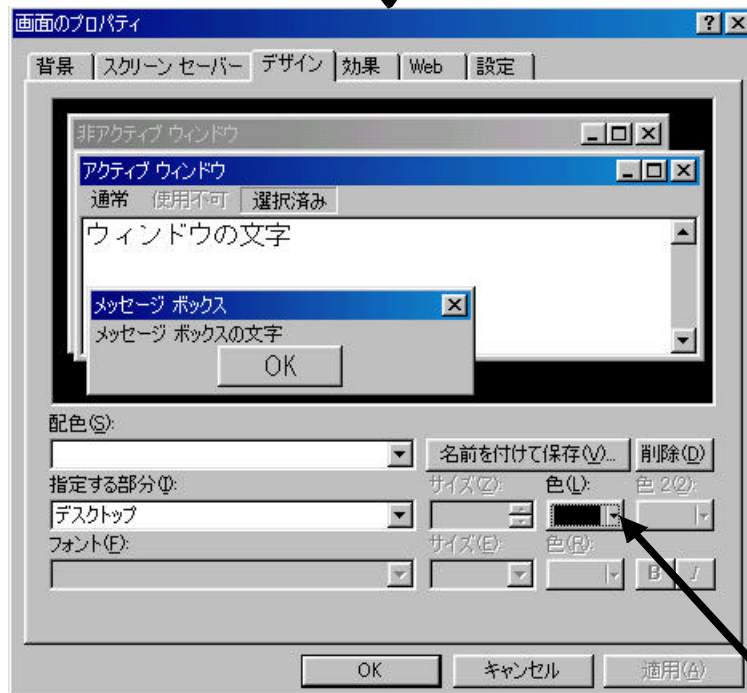 画面のプロパティ
背景 スクリーン セーバー デザイン 効果 Web 設定
非アクティブ ウィンドウ
アクティブ ウィンドウ
通常 使用不可 選択済み
ウィンドウの文字
メッセージ ボックス
メッセージ ボックスの文字
OK
配色(S):
名前を付けて保存(V)... 削除(D)
指定する部分(I): サイズ(Z): 色(L): 色 2(2):
デスクトップ
フォント(F): サイズ(E): 色(R):
B I
OK キャンセル 適用(A)